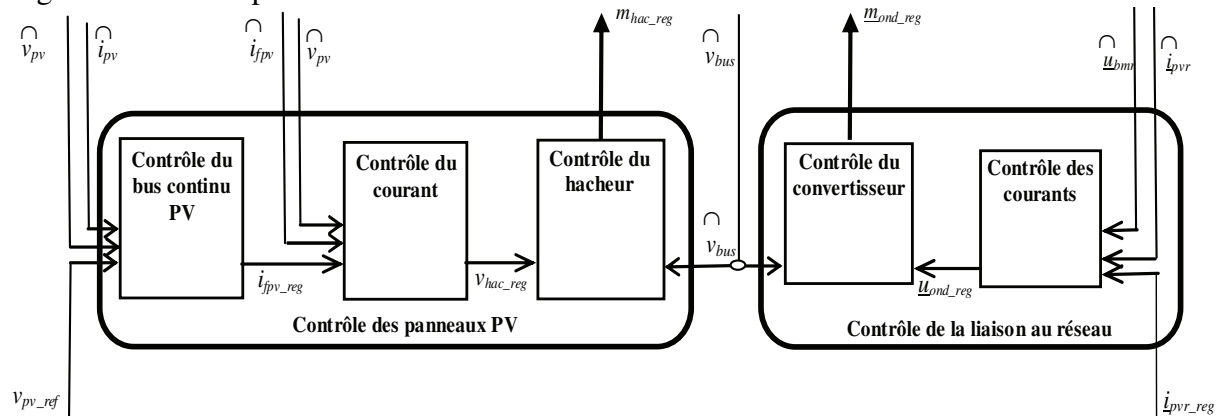 m_hac_reg
m_ond_reg
v_pv
i_pv
i_fpv
v_pv
v_bus
u_bmr
i_pvr
Contrôle du
bus continu
PV
Contrôle du
courant
Contrôle du
hacheur
Contrôle du
convertisseur
Contrôle des
courants
v_bus
i_fpv_reg
v_hac_reg
u_ond_reg
Contrôle des panneaux PV
Contrôle de la liaison au réseau
v_pv_ref
i_pvr_reg